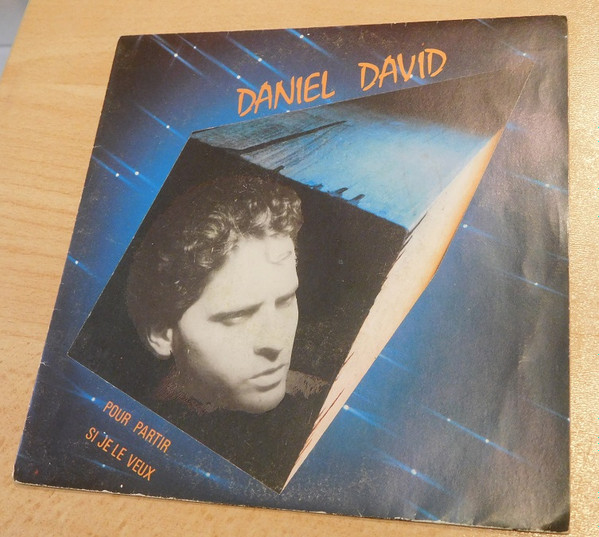 DANIEL DAVID
POUR PARTIR
SI JE LE VEUX